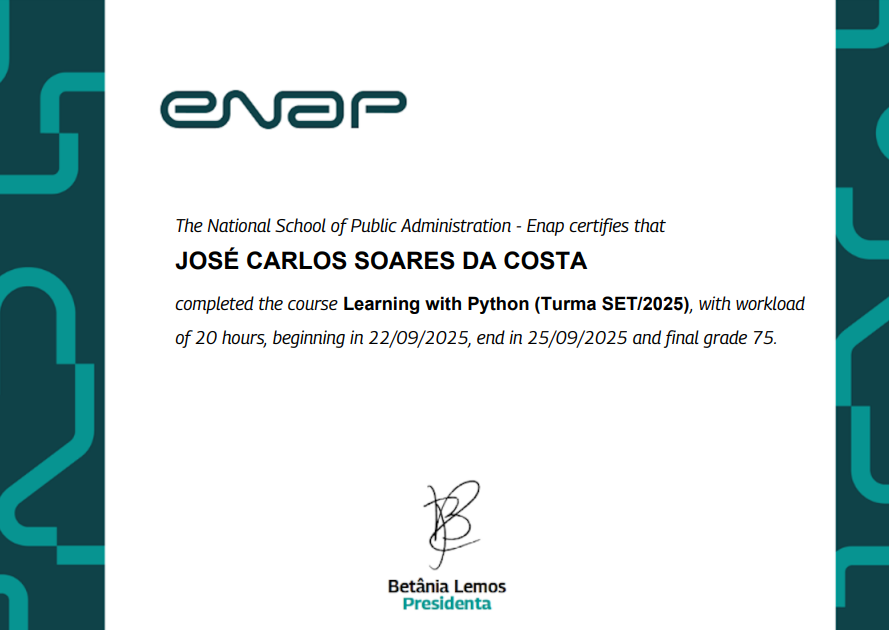 enap
The National School of Public Administration - Enap certifies that
JOSÉ CARLOS SOARES DA COSTA
completed the course Learning with Python (Turma SET/2025), with workload
of 20 hours, beginning in 22/09/2025, end in 25/09/2025 and final grade 75.
Betânia Lemos
Presidenta